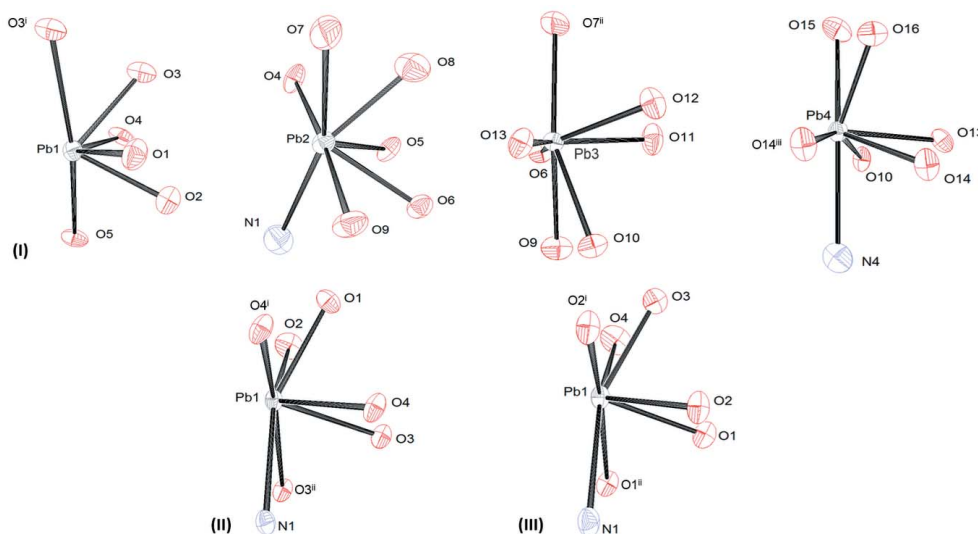 O3ⁱ
O3
O4
Pb1
O1
O2
O5
(I)
O7
O4
O8
Pb2
O5
O6
N1
O9
O7ⁱⁱ
O12
O13
O11
Pb3
O6
O9
O10
O15
O16
Pb4
O13
O14ⁱⁱⁱ
O10
O14
N4
O4ⁱ
O1
O2
Pb1
O4
O3
O3ⁱⁱ
(II)
N1
O2ⁱ
O3
O4
Pb1
O2
O1
O1ⁱⁱ
(III)
N1